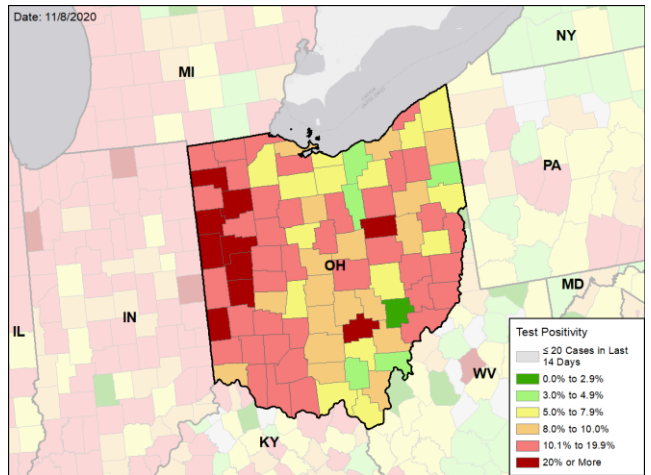 Date: 11/8/2020
NY
MI
PA
OH
MD
IL
IN
WV
KY
Test Positivity
≤ 20 Cases in Last
14 Days
0.0% to 2.9%
3.0% to 4.9%
5.0% to 7.9%
8.0% to 10.0%
10.1% to 19.9%
20% or More